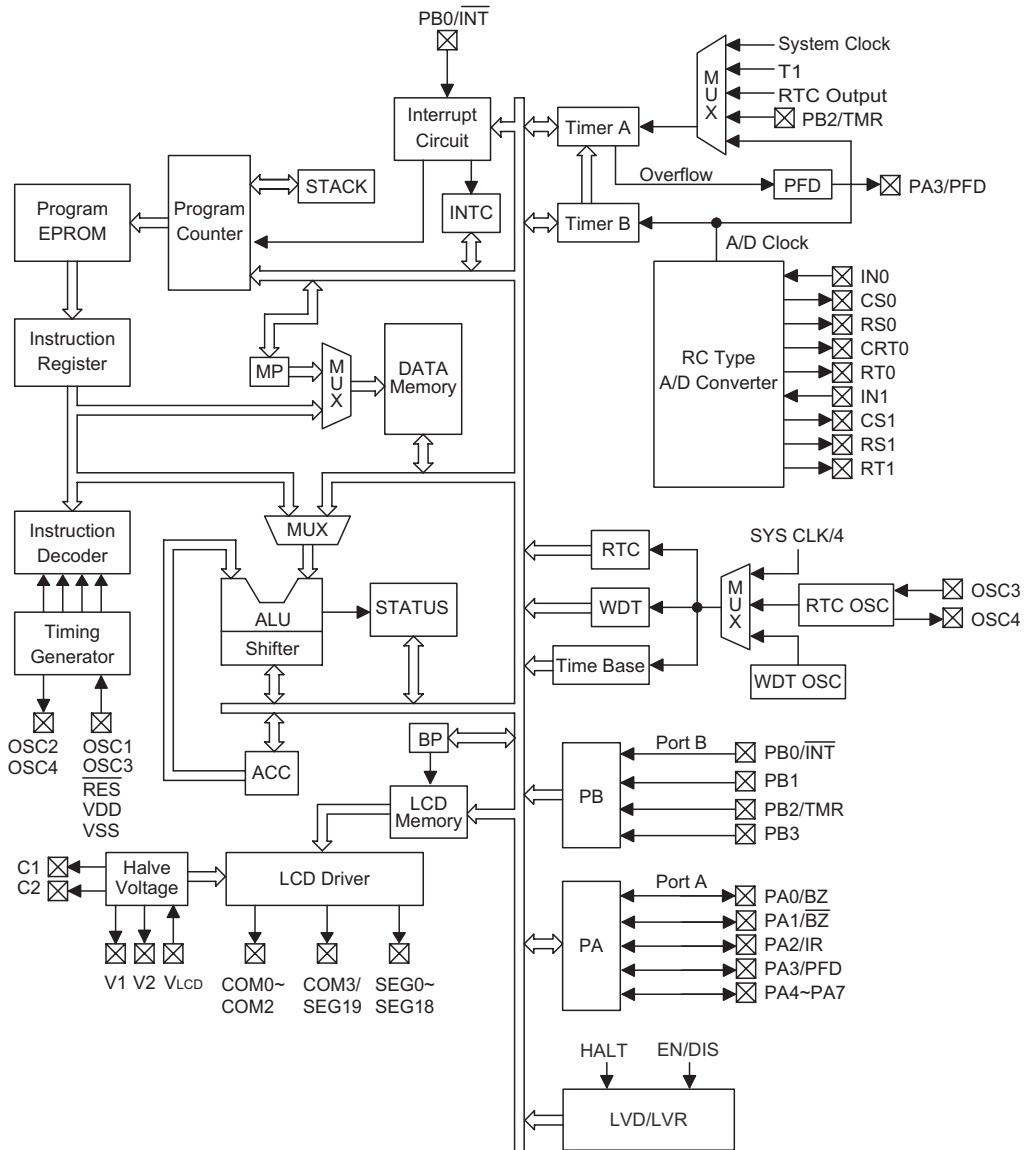 PB0/I̅N̅T̅
System Clock
T1
RTC Output
PB2/TMR
MUX
Interrupt
Circuit
Timer A
Overflow
PFD
PA3/PFD
STACK
Program
EPROM
Program
Counter
INTC
Timer B
A/D Clock
IN0
CS0
RS0
CRT0
RT0
IN1
CS1
RS1
RT1
RC Type
A/D Converter
Instruction
Register
MP
MUX
DATA
Memory
MUX
Instruction
Decoder
ALU
Shifter
STATUS
Timing
Generator
RTC
WDT
Time Base
MUX
SYS CLK/4
RTC OSC
OSC3
OSC4
WDT OSC
OSC2
OSC4
OSC1
OSC3
R̅E̅S̅
VDD
VSS
ACC
BP
LCD
Memory
PB
Port B
PB0/I̅N̅T̅
PB1
PB2/TMR
PB3
C1
C2
Halve
Voltage
LCD Driver
V1
V2
VLCD
COM0~
COM2
COM3/
SEG19
SEG0~
SEG18
PA
Port A
PA0/BZ
PA1/B̅Z̅
PA2/IR
PA3/PFD
PA4~PA7
HALT
EN/DIS
LVD/LVR